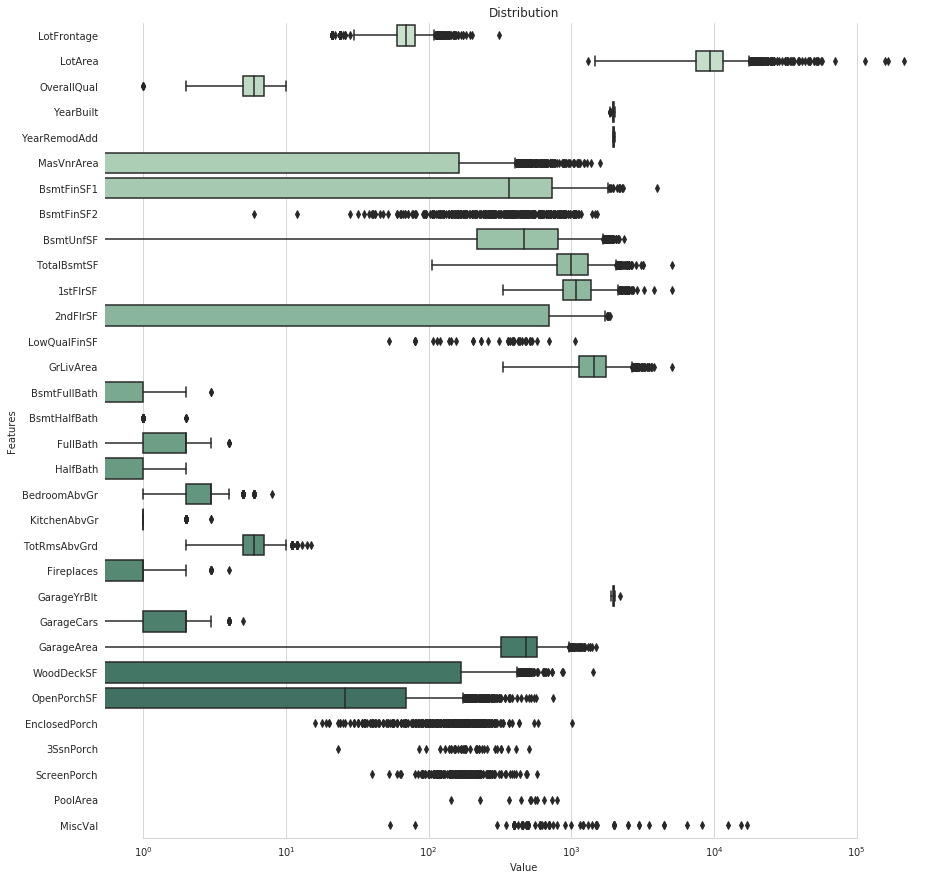 Distribution
LotFrontage
LotArea
OverallQual
YearBuilt
YearRemodAdd
MasVnrArea
BsmtFinSF1
BsmtFinSF2
BsmtUnfSF
TotalBsmtSF
1stFlrSF
2ndFlrSF
LowQualFinSF
GrLivArea
BsmtFullBath
BsmtHalfBath
FullBath
HalfBath
BedroomAbvGr
KitchenAbvGr
TotRmsAbvGrd
Fireplaces
GarageYrBlt
GarageCars
GarageArea
WoodDeckSF
OpenPorchSF
EnclosedPorch
3SsnPorch
ScreenPorch
PoolArea
MiscVal
Features
10⁰ 10¹ 10² 10³ 10⁴ 10⁵
Value